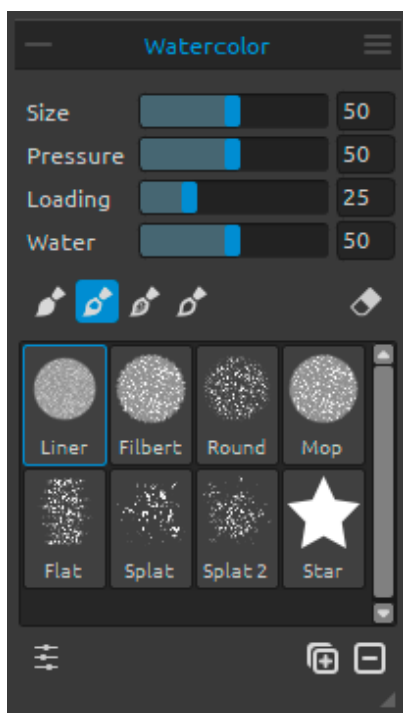 Watercolor
Size 50
Pressure 50
Loading 25
Water 50
Liner Filbert Round Mop
Flat Splat Splat 2 Star